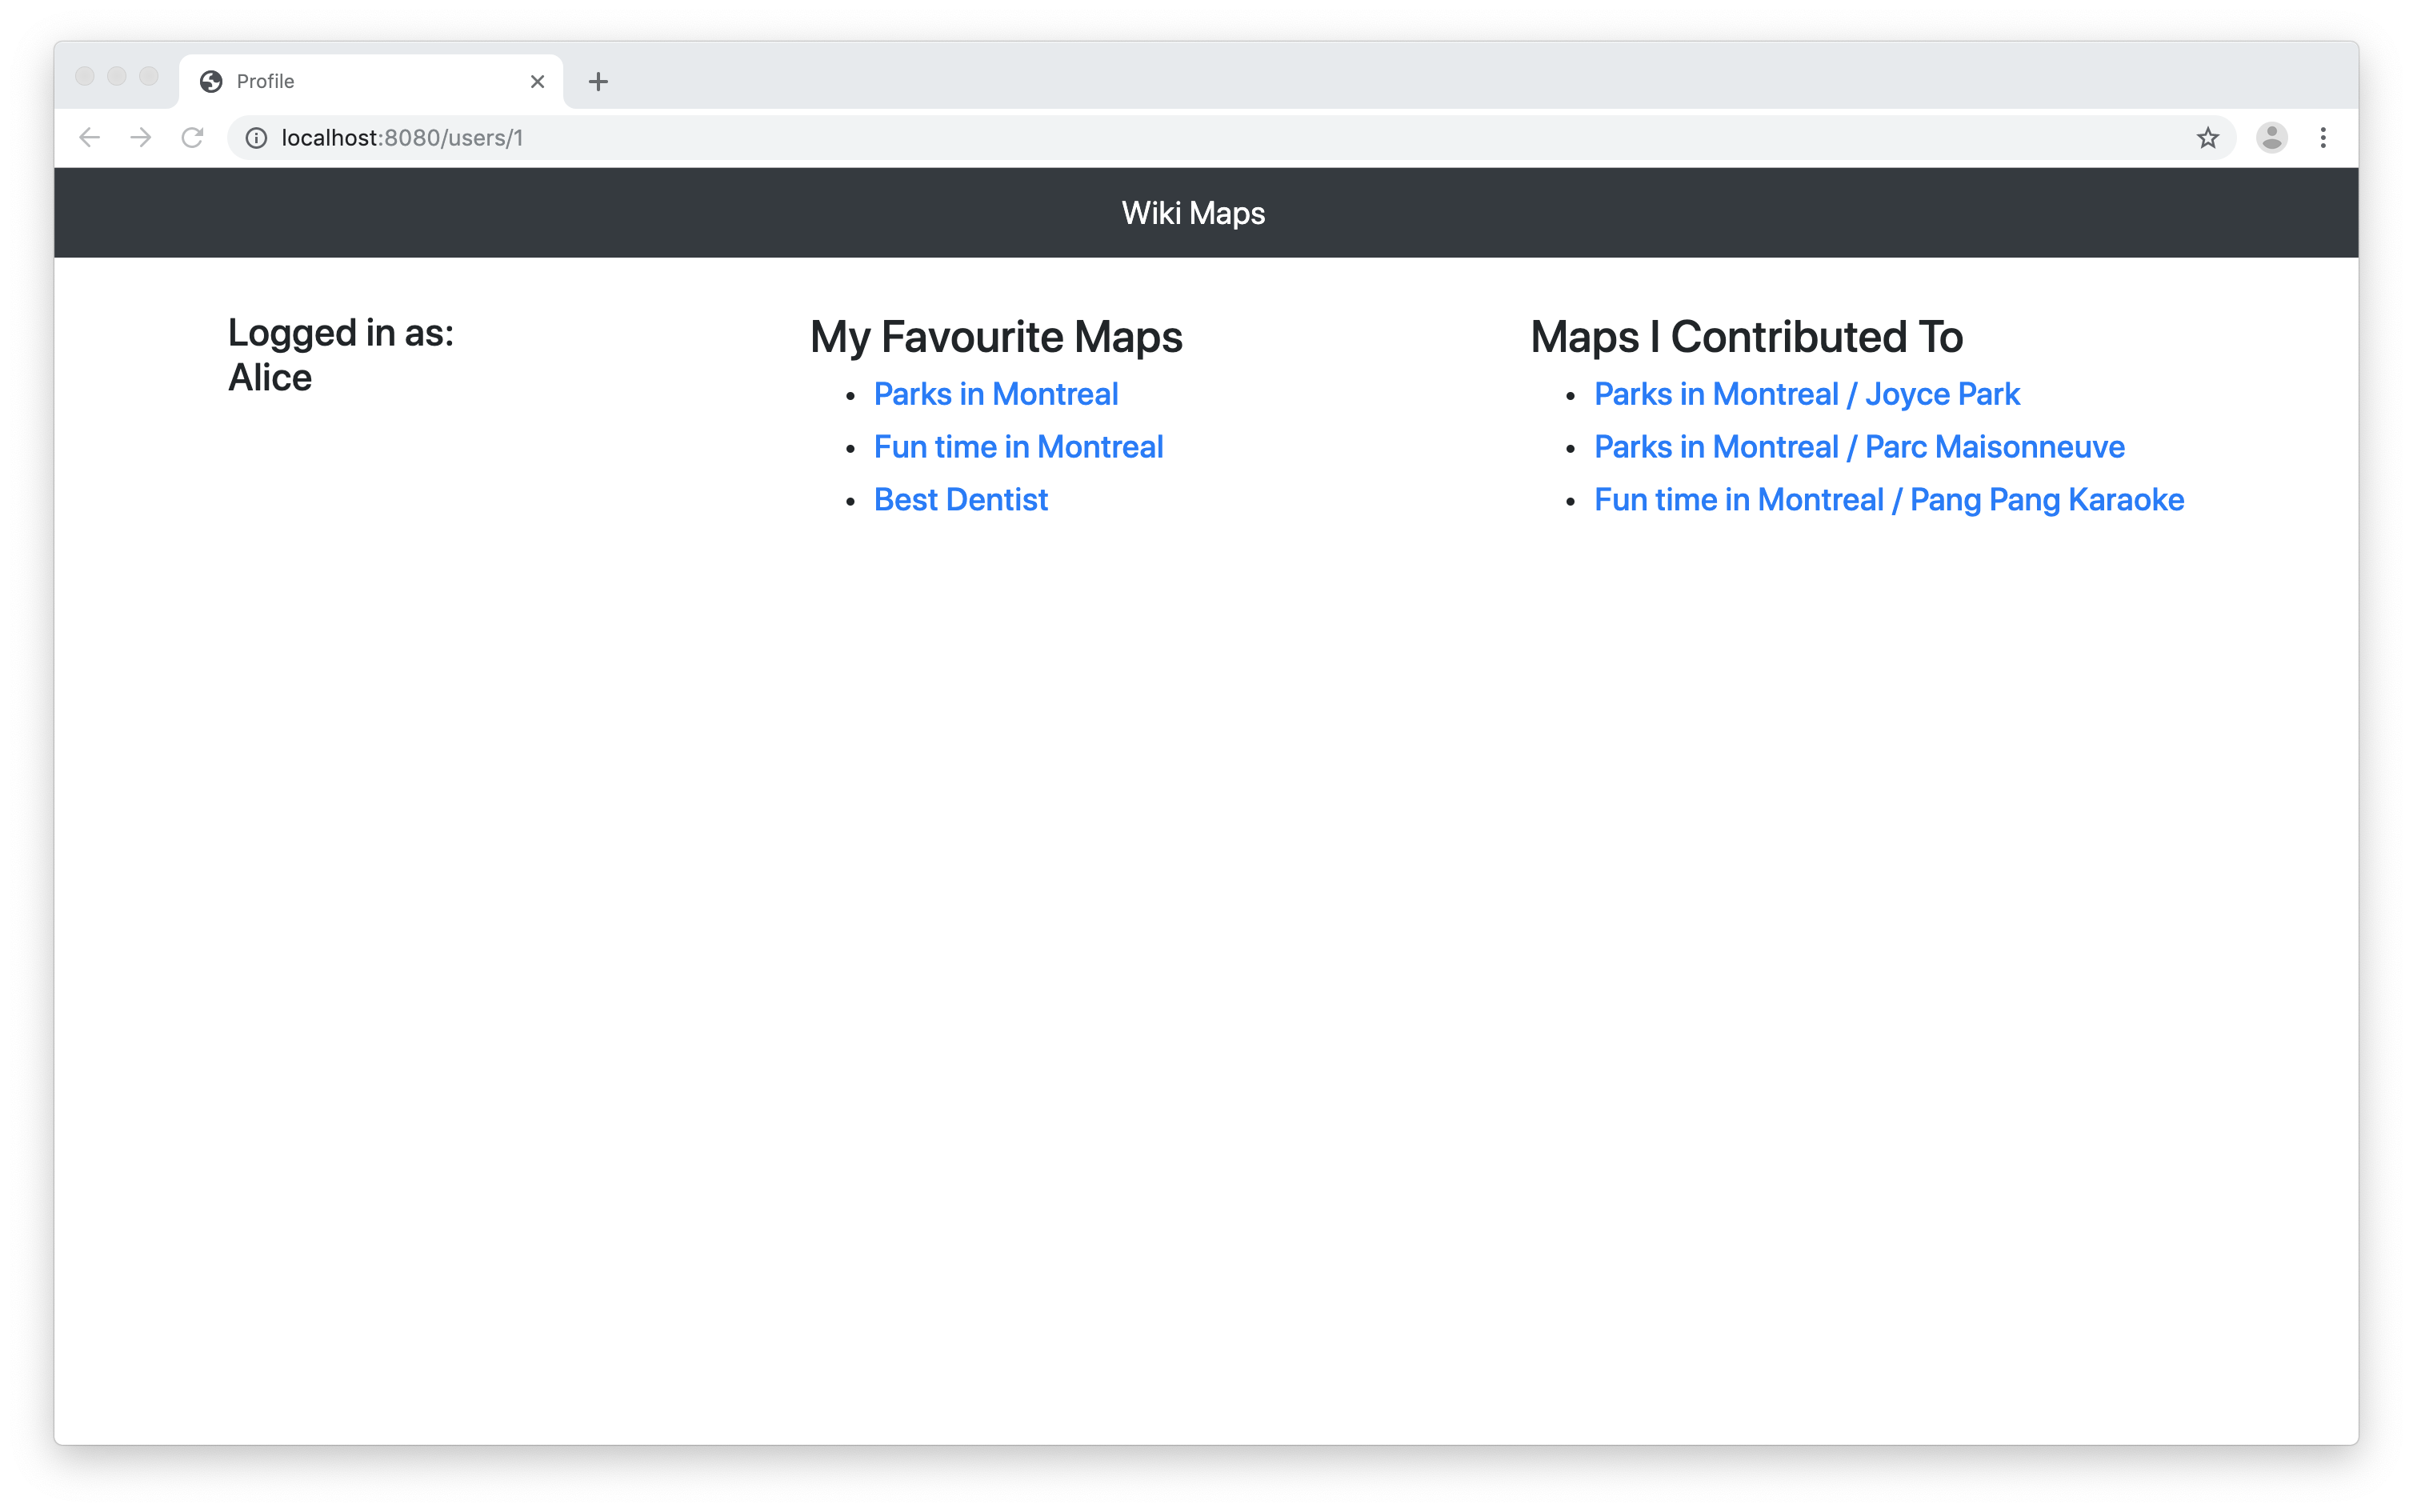 Profile
localhost:8080/users/1
Wiki Maps
Logged in as:
Alice
My Favourite Maps
• Parks in Montreal
• Fun time in Montreal
• Best Dentist
Maps I Contributed To
• Parks in Montreal / Joyce Park
• Parks in Montreal / Parc Maisonneuve
• Fun time in Montreal / Pang Pang Karaoke